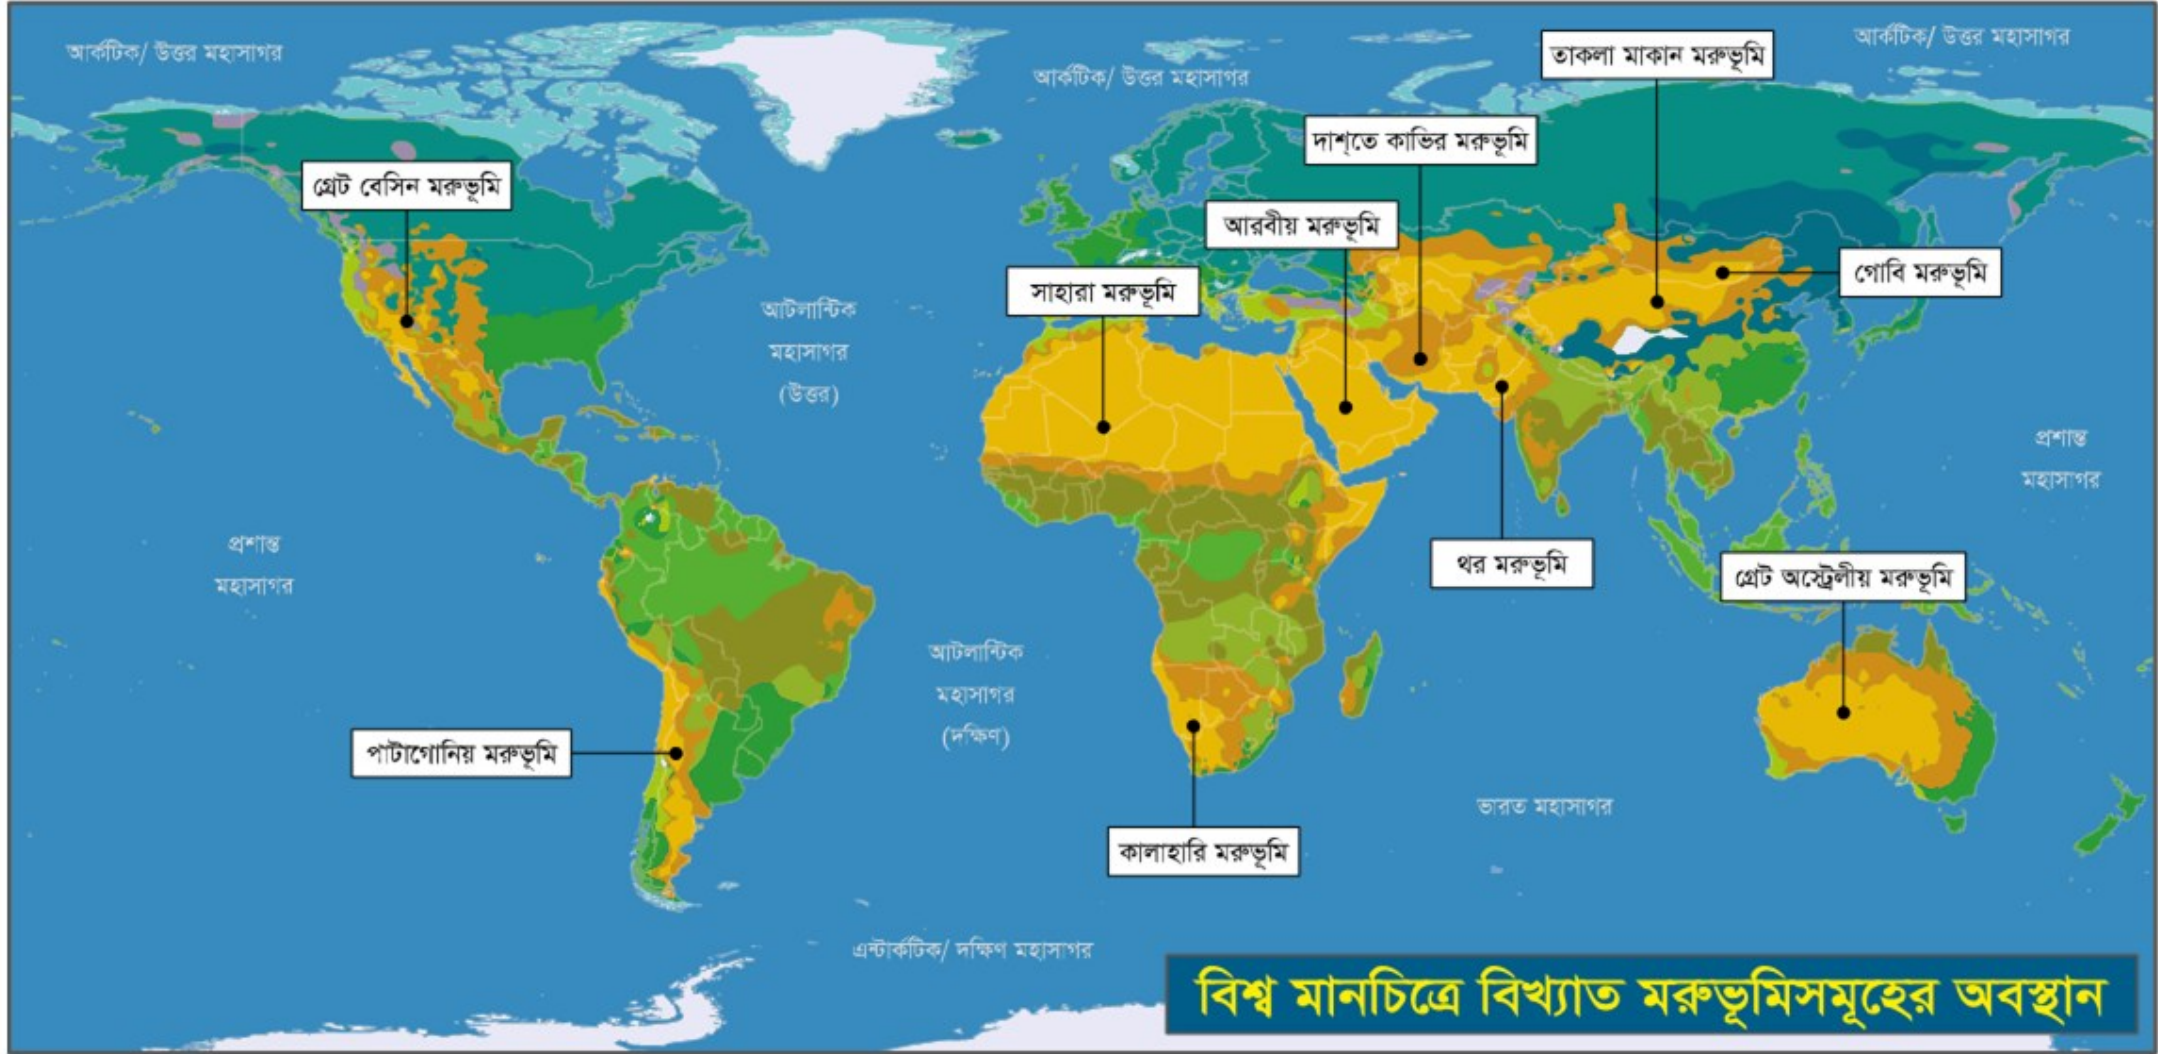 আর্কটিক/ উত্তর মহাসাগর
আর্কটিক/ উত্তর মহাসাগর
আর্কটিক/ উত্তর মহাসাগর
তাকলা মাকান মরুভূমি
দাশ্‌তে কাভির মরুভূমি
গ্রেট বেসিন মরুভূমি
আরবীয় মরুভূমি
গোবি মরুভূমি
সাহারা মরুভূমি
আটলান্টিক
মহাসাগর
(উত্তর)
প্রশান্ত
মহাসাগর
প্রশান্ত
মহাসাগর
থর মরুভূমি
গ্রেট অস্ট্রেলীয় মরুভূমি
আটলান্টিক
মহাসাগর
(দক্ষিণ)
পাটাগোনিয় মরুভূমি
ভারত মহাসাগর
কালাহারি মরুভূমি
এন্টার্কটিক/ দক্ষিণ মহাসাগর
বিশ্ব মানচিত্রে বিখ্যাত মরুভূমিসমূহের অবস্থান